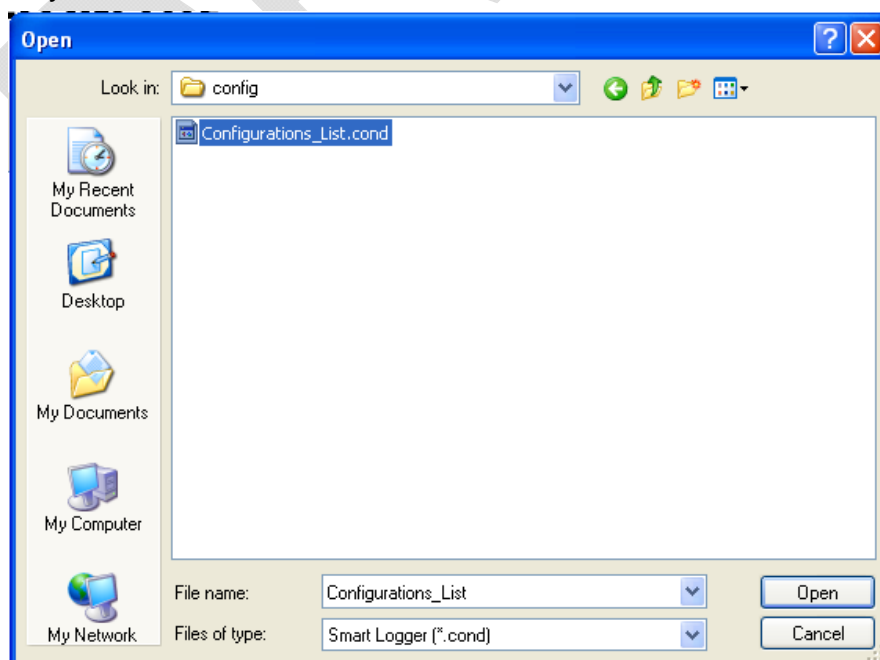 Open
Look in:
config
Configurations_List.cond
My Recent
Documents
Desktop
My Documents
My Computer
My Network
File name:
Configurations_List
Open
Files of type:
Smart Logger (*.cond)
Cancel